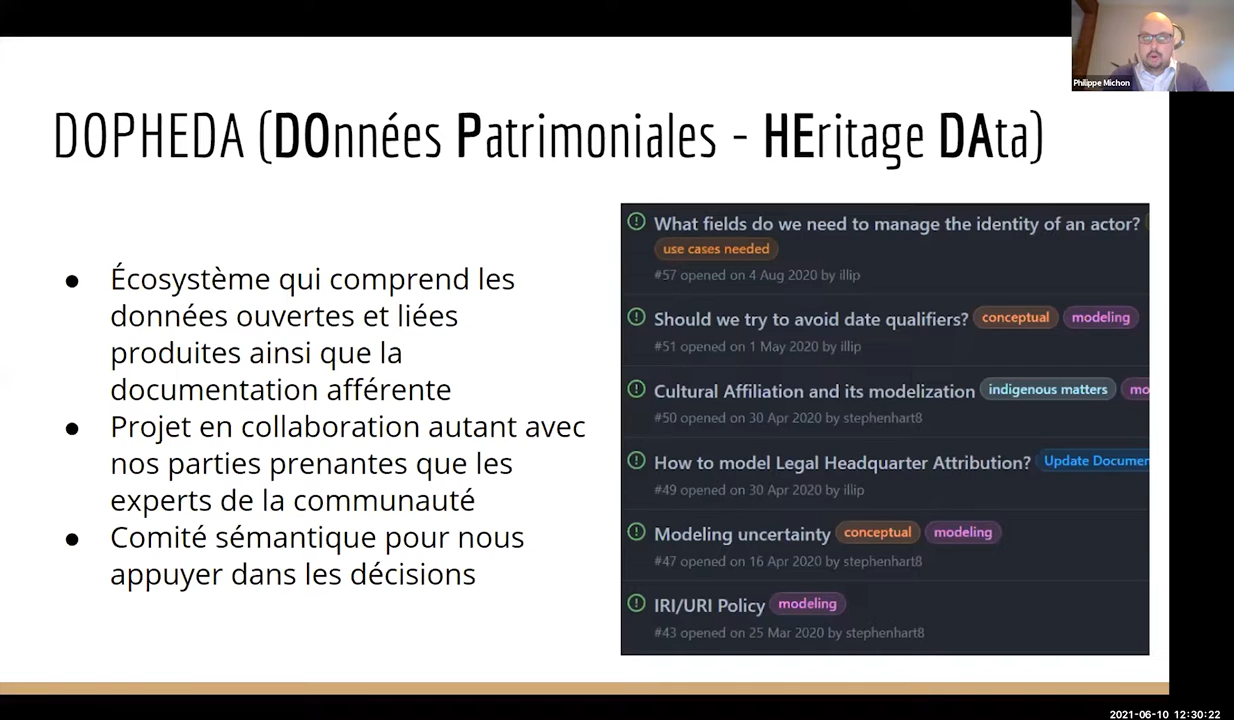 Philippe Michon
DOPHEDA (DOnnées Patrimoniales - HEritage DAta)
● Écosystème qui comprend les
données ouvertes et liées
produites ainsi que la
documentation afférente
● Projet en collaboration autant avec
nos parties prenantes que les
experts de la communauté
● Comité sémantique pour nous
appuyer dans les décisions
What fields do we need to manage the identity of an actor?
use cases needed
#57 opened on 4 Aug 2020 by illip
Should we try to avoid date qualifiers? conceptual modeling
#51 opened on 1 May 2020 by illip
Cultural Affiliation and its modelization indigenous matters mo
#50 opened on 30 Apr 2020 by stephenhart8
How to model Legal Headquarter Attribution? Update Documen
#49 opened on 30 Apr 2020 by illip
Modeling uncertainty conceptual modeling
#47 opened on 16 Apr 2020 by stephenhart8
IRI/URI Policy modeling
#43 opened on 25 Mar 2020 by stephenhart8
2021-06-10 12:30:22